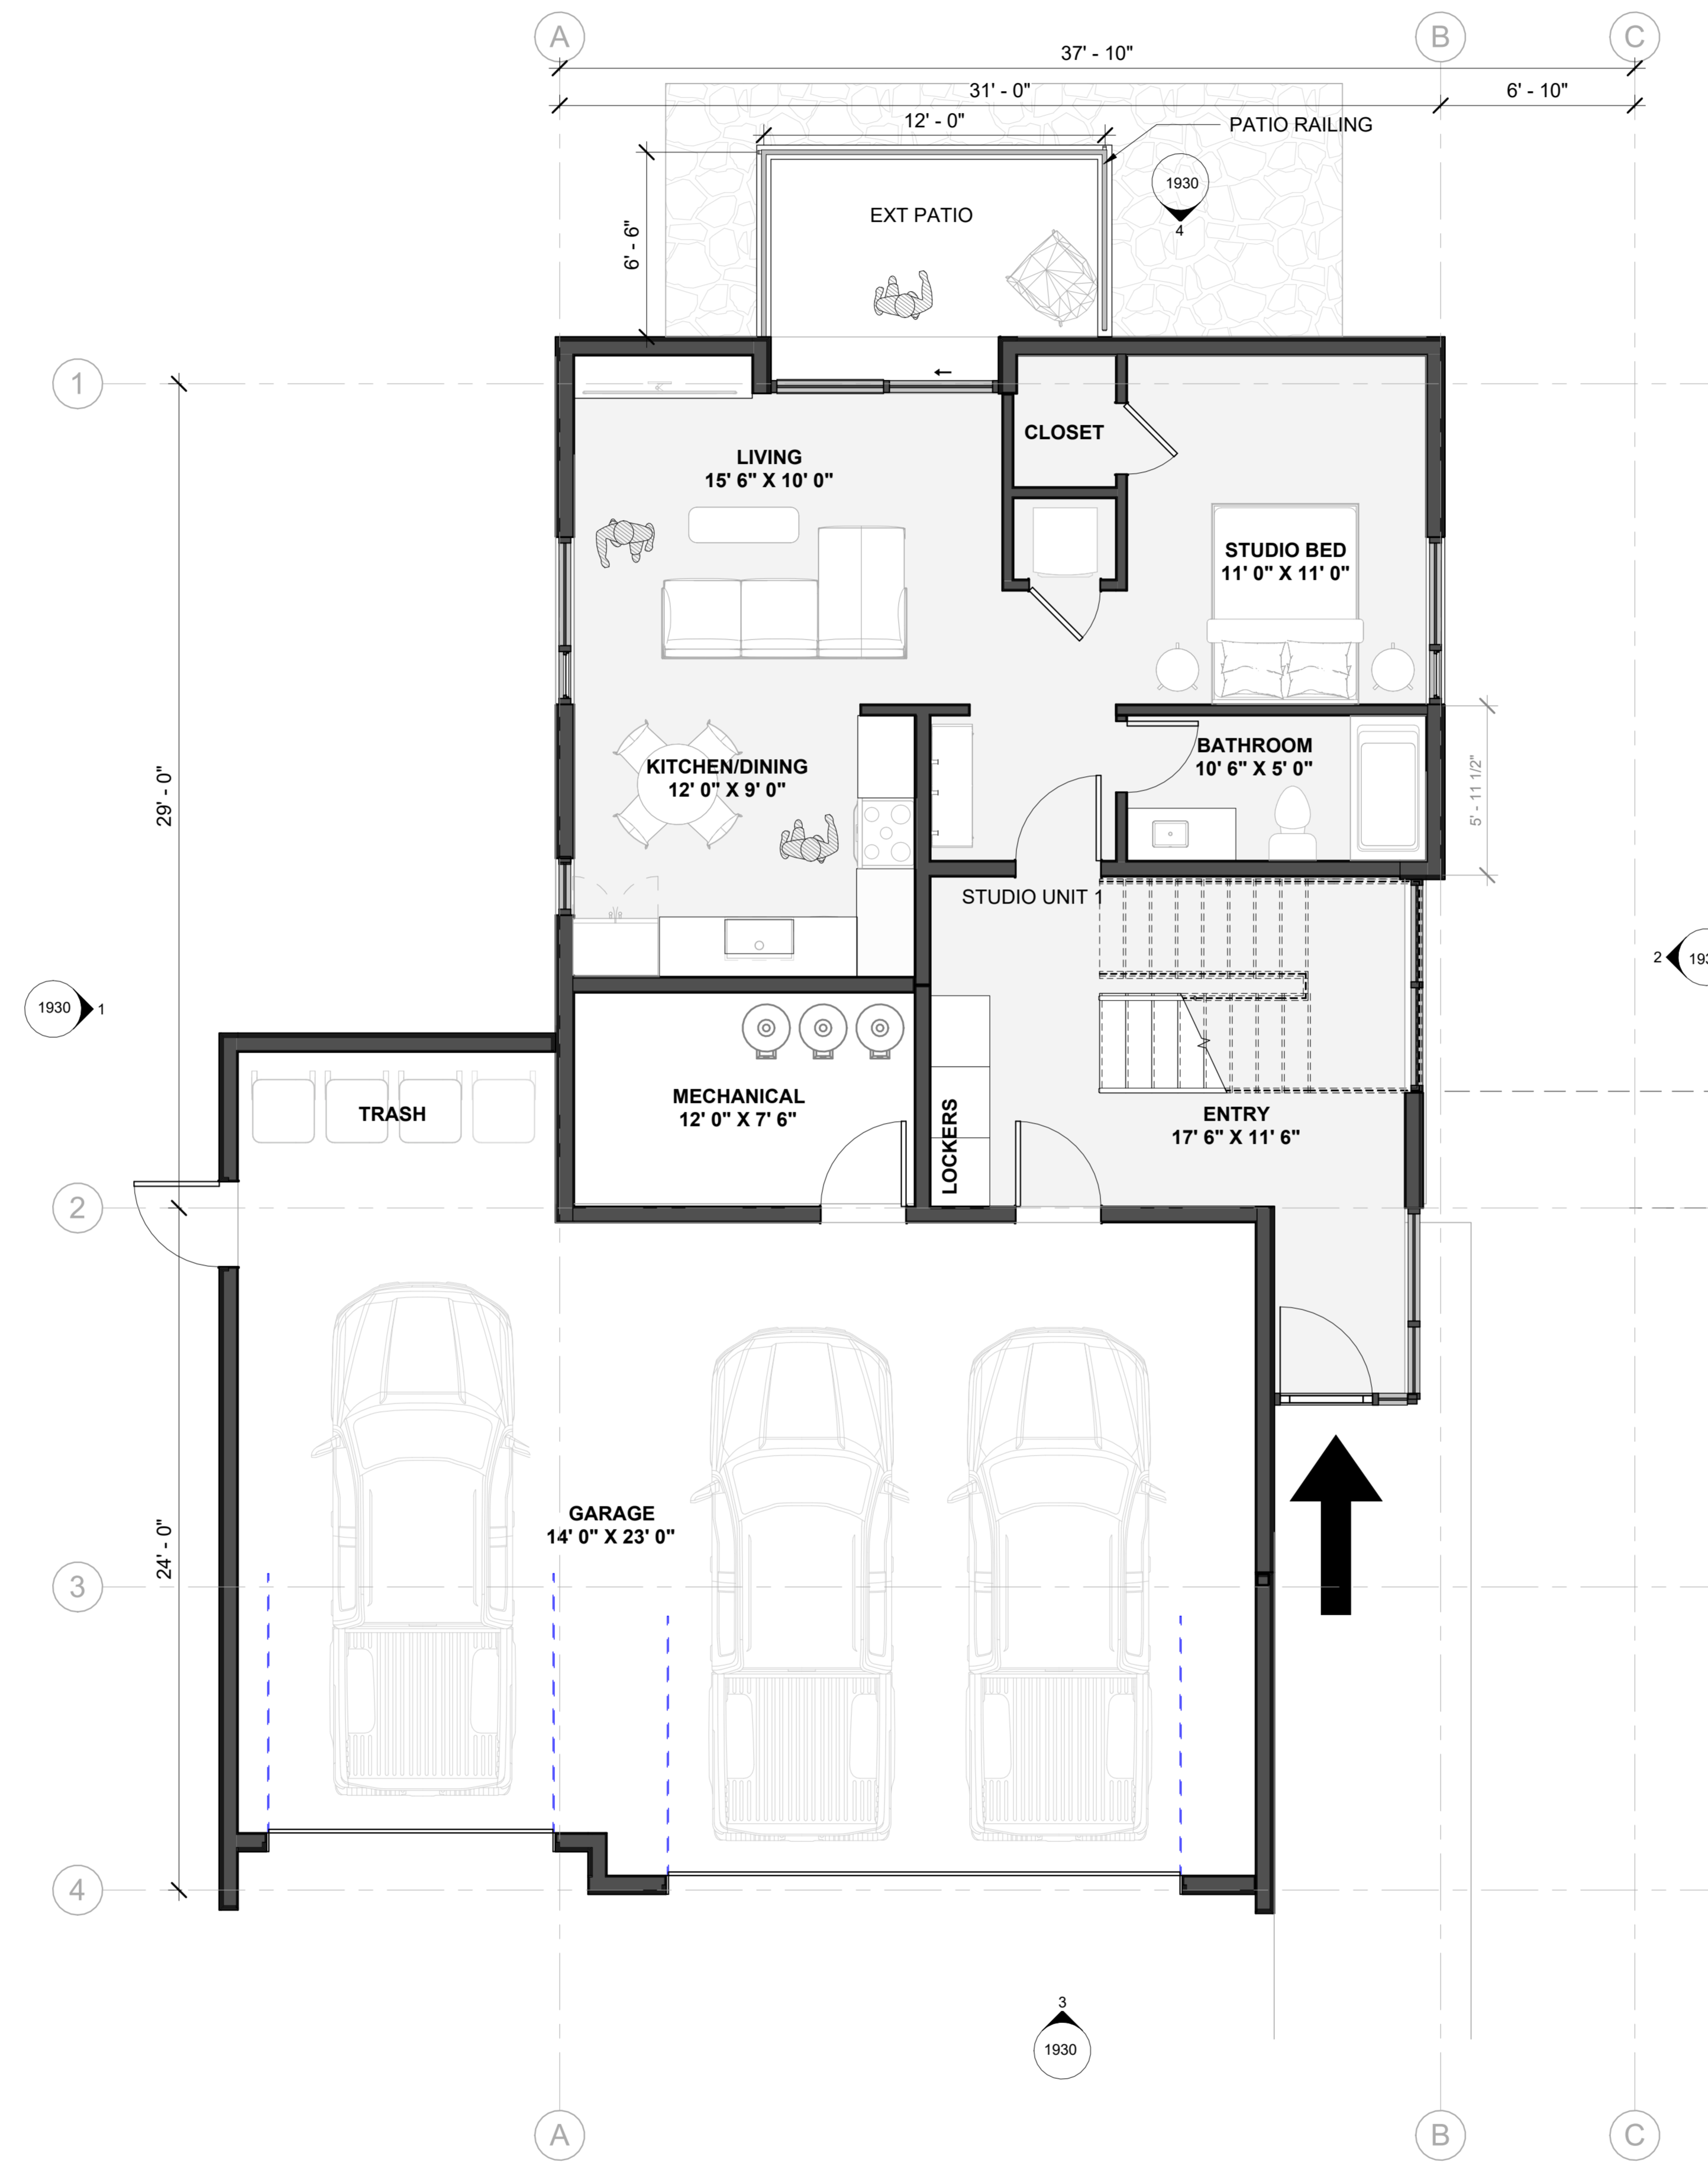 A
B
C
37' - 10"
31' - 0"
6' - 10"
12' - 0"
PATIO RAILING
1930
4
EXT PATIO
6' - 6"
1
CLOSET
LIVING
15' 6" X 10' 0"
STUDIO BED
11' 0" X 11' 0"
BATHROOM
10' 6" X 5' 0"
KITCHEN/DINING
12' 0" X 9' 0"
29' - 0"
5' - 11 1/2"
STUDIO UNIT 1
2
1930
1
MECHANICAL
12' 0" X 7' 6"
LOCKERS
ENTRY
17' 6" X 11' 6"
TRASH
2
GARAGE
14' 0" X 23' 0"
24' - 0"
3
4
3
1930
A
B
C